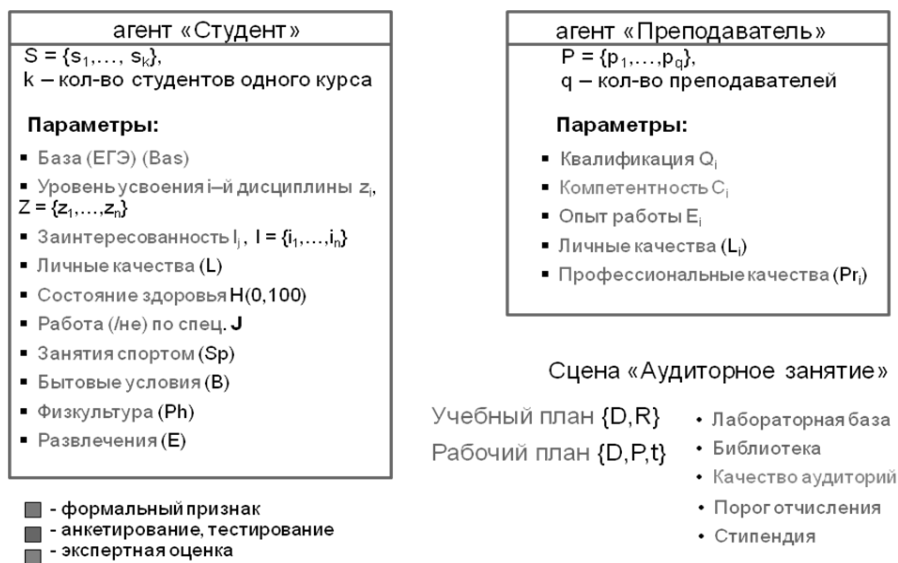 агент «Студент»
S = {s1,…, sk},
k – кол-во студентов одного курса
Параметры:
▪ База (ЕГЭ) (Bas)
▪ Уровень усвоения i–й дисциплины zi,
Z = {z1,…,zn}
▪ Заинтересованность Ij , I = {i1,…,in}
▪ Личные качества (L)
▪ Состояние здоровья H(0,100)
▪ Работа (/не) по спец. J
▪ Занятия спортом (Sp)
▪ Бытовые условия (B)
▪ Физкультура (Ph)
▪ Развлечения (E)
- формальный признак
- анкетирование, тестирование
- экспертная оценка
агент «Преподаватель»
P = {p1,…,pq},
q – кол-во преподавателей
Параметры:
▪ Квалификация Qi
▪ Компетентность Ci
▪ Опыт работы Ei
▪ Личные качества (Li)
▪ Профессиональные качества (Pri)
Сцена «Аудиторное занятие»
Учебный план {D,R}
Рабочий план {D,P,t}
• Лабораторная база
• Библиотека
• Качество аудиторий
• Порог отчисления
• Стипендия